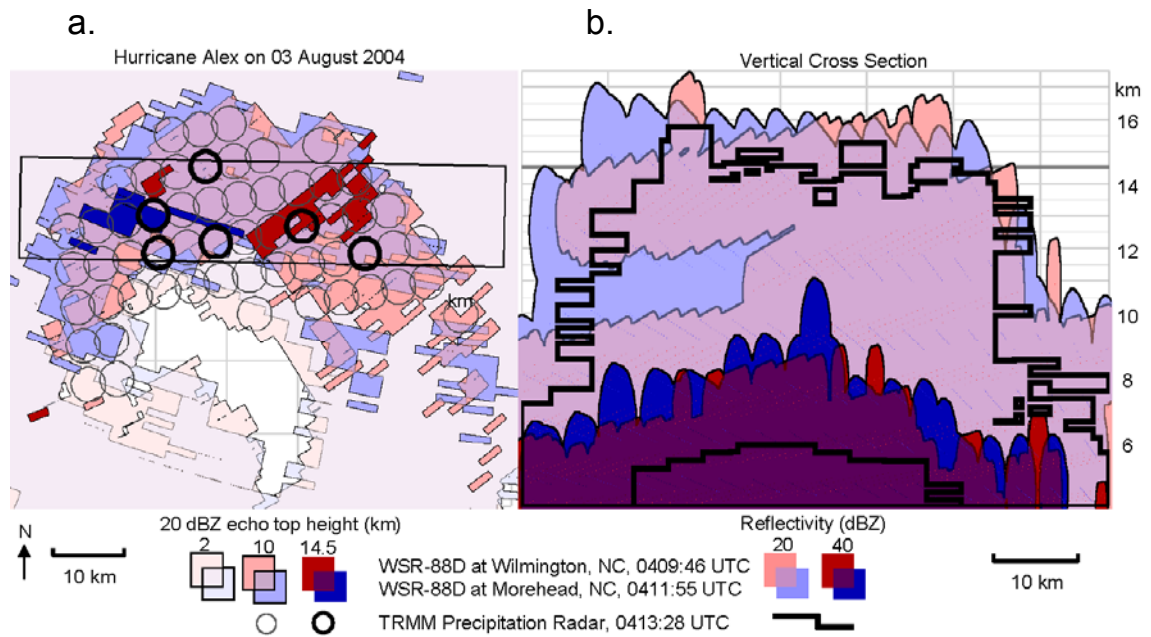 a.
b.
Hurricane Alex on 03 August 2004
Vertical Cross Section
km
16
14
12
10
8
6
km
20 dBZ echo top height (km)
2 10 14.5
Reflectivity (dBZ)
20 40
N
10 km
WSR-88D at Wilmington, NC, 0409:46 UTC
WSR-88D at Morehead, NC, 0411:55 UTC
TRMM Precipitation Radar, 0413:28 UTC
10 km